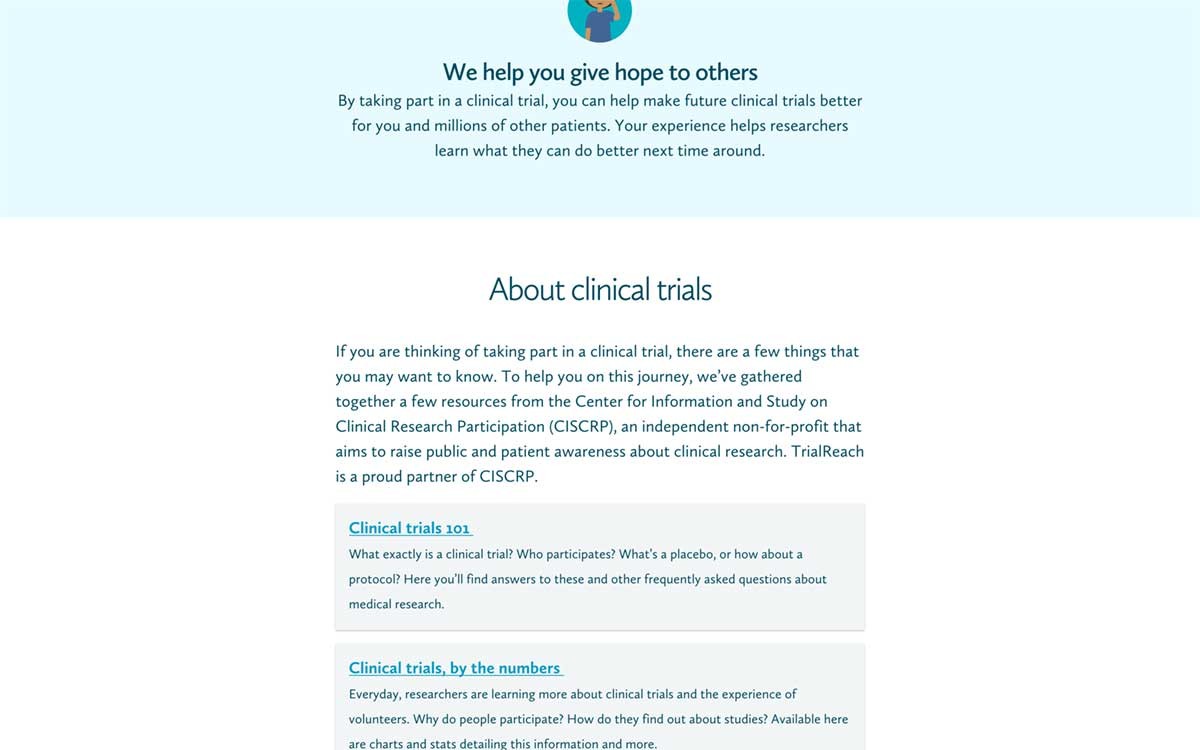 We help you give hope to others
By taking part in a clinical trial, you can help make future clinical trials better
for you and millions of other patients. Your experience helps researchers
learn what they can do better next time around.
About clinical trials
If you are thinking of taking part in a clinical trial, there are a few things that
you may want to know. To help you on this journey, we’ve gathered
together a few resources from the Center for Information and Study on
Clinical Research Participation (CISCRP), an independent non-for-profit that
aims to raise public and patient awareness about clinical research. TrialReach
is a proud partner of CISCRP.
Clinical trials 101
What exactly is a clinical trial? Who participates? What’s a placebo, or how about a
protocol? Here you’ll find answers to these and other frequently asked questions about
medical research.
Clinical trials, by the numbers
Everyday, researchers are learning more about clinical trials and the experience of
volunteers. Why do people participate? How do they find out about studies? Available here
are charts and stats detailing this information and more.